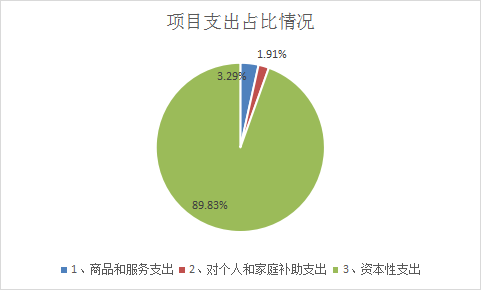 项目支出占比情况
1.91%
3.29%
89.83%
1、商品和服务支出 2、对个人和家庭补助支出 3、资本性支出